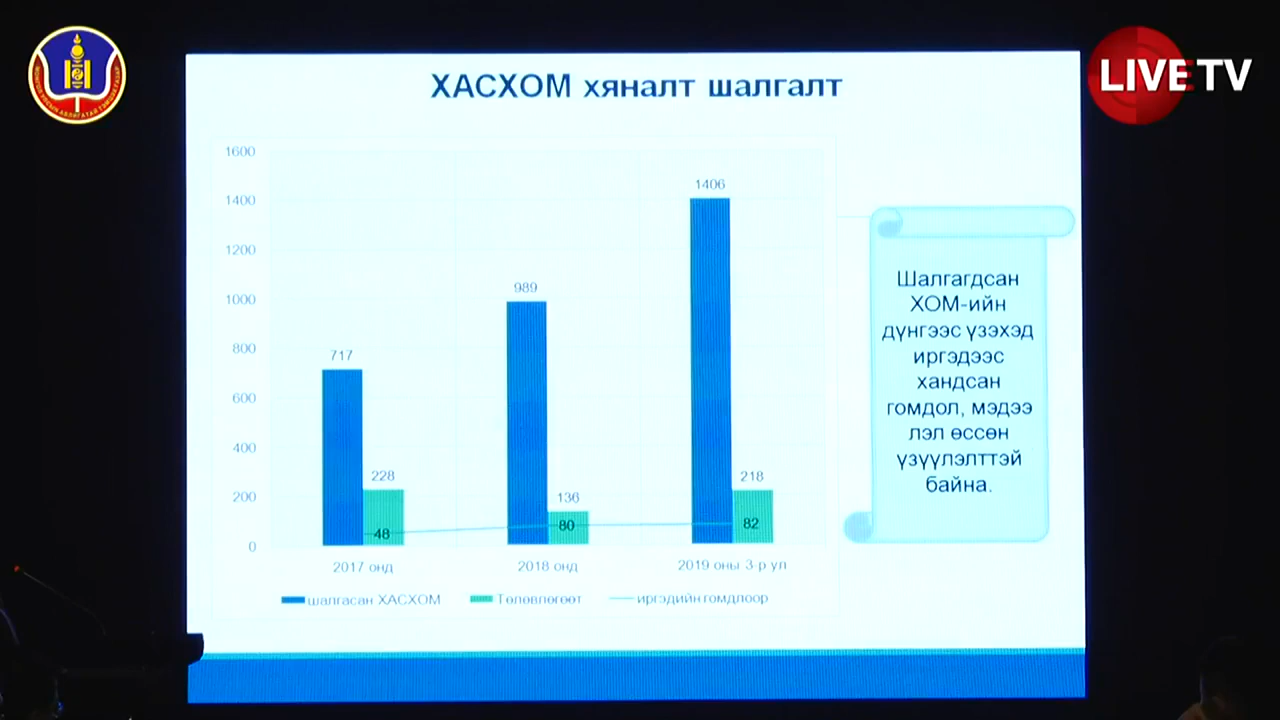 LIVE TV
ХАСХОМ хяналт шалгалт
1600
1400
1200
1000
800
600
400
200
0
717
228
48
989
136
80
1406
218
82
2017 онд
2018 онд
2019 оны 3-р ул
шалгасан ХАСХОМ
Төлөвлөгөөт
иргэдийн гомдлоор
Шалгагдсан
ХОМ-ийн
дүнгээс үзэхэд
иргэдээс
хандсан
гомдол, мэдээ
лэл өссөн
үзүүлэлттэй
байна.